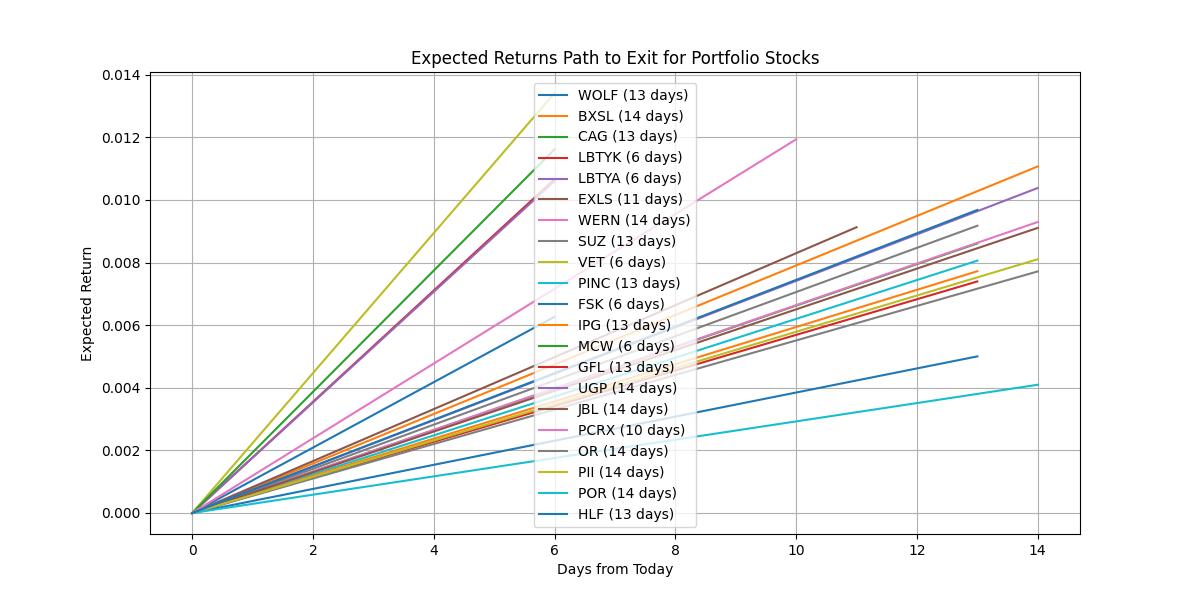 Expected Returns Path to Exit for Portfolio Stocks
0.014
0.012
0.010
0.008
0.006
0.004
0.002
0.000
Expected Return
WOLF (13 days)
BXSL (14 days)
CAG (13 days)
LBTYK (6 days)
LBTYA (6 days)
EXLS (11 days)
WERN (14 days)
SUZ (13 days)
VET (6 days)
PINC (13 days)
FSK (6 days)
IPG (13 days)
MCW (6 days)
GFL (13 days)
UGP (14 days)
JBL (14 days)
PCRX (10 days)
OR (14 days)
PII (14 days)
POR (14 days)
HLF (13 days)
0 2 4 6 8 10 12 14
Days from Today